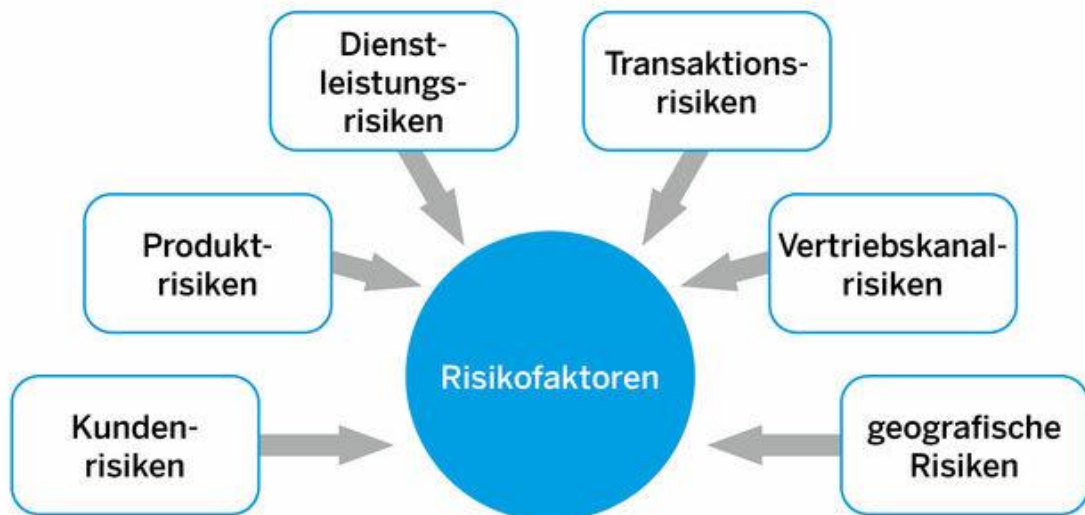 Dienst-
leistungs-
risiken
Transaktions-
risiken
Produkt-
risiken
Vertriebskanal-
risiken
Kunden-
risiken
Risikofaktoren
geografische
Risiken